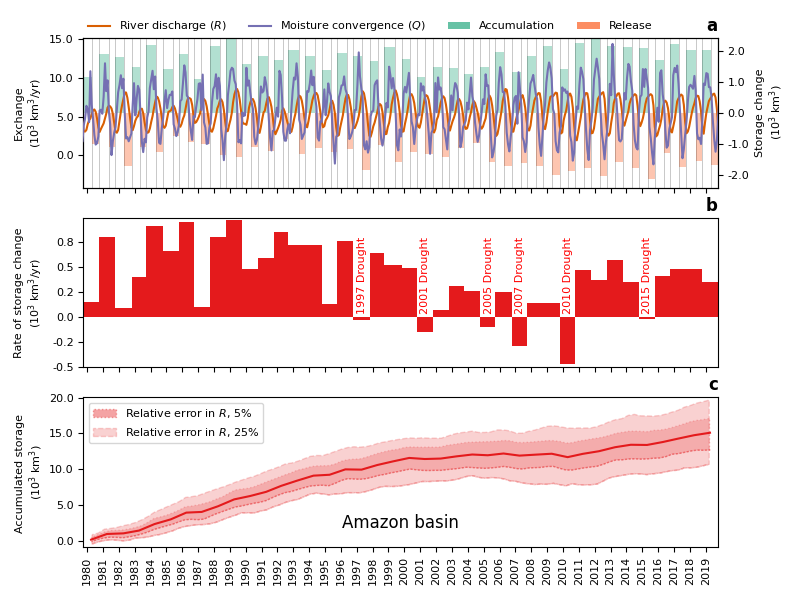 River discharge (R) Moisture convergence (Q) Accumulation Release
a
Exchange
(10³ km³/yr)
15.0
10.0
5.0
0.0
2.0
1.0
0.0
-1.0
-2.0
Storage change
(10³ km³)
b
Rate of storage change
(10³ km³/yr)
0.8
0.5
0.2
0.0
-0.2
-0.5
1997 Drought
2001 Drought
2005 Drought
2007 Drought
2010 Drought
2015 Drought
c
Accumulated storage
(10³ km³)
20.0
15.0
10.0
5.0
0.0
Relative error in R, 5%
Relative error in R, 25%
Amazon basin
1980 1981 1982 1983 1984 1985 1986 1987 1988 1989 1990 1991 1992 1993 1994 1995 1996 1997 1998 1999 2000 2001 2002 2003 2004 2005 2006 2007 2008 2009 2010 2011 2012 2013 2014 2015 2016 2017 2018 2019